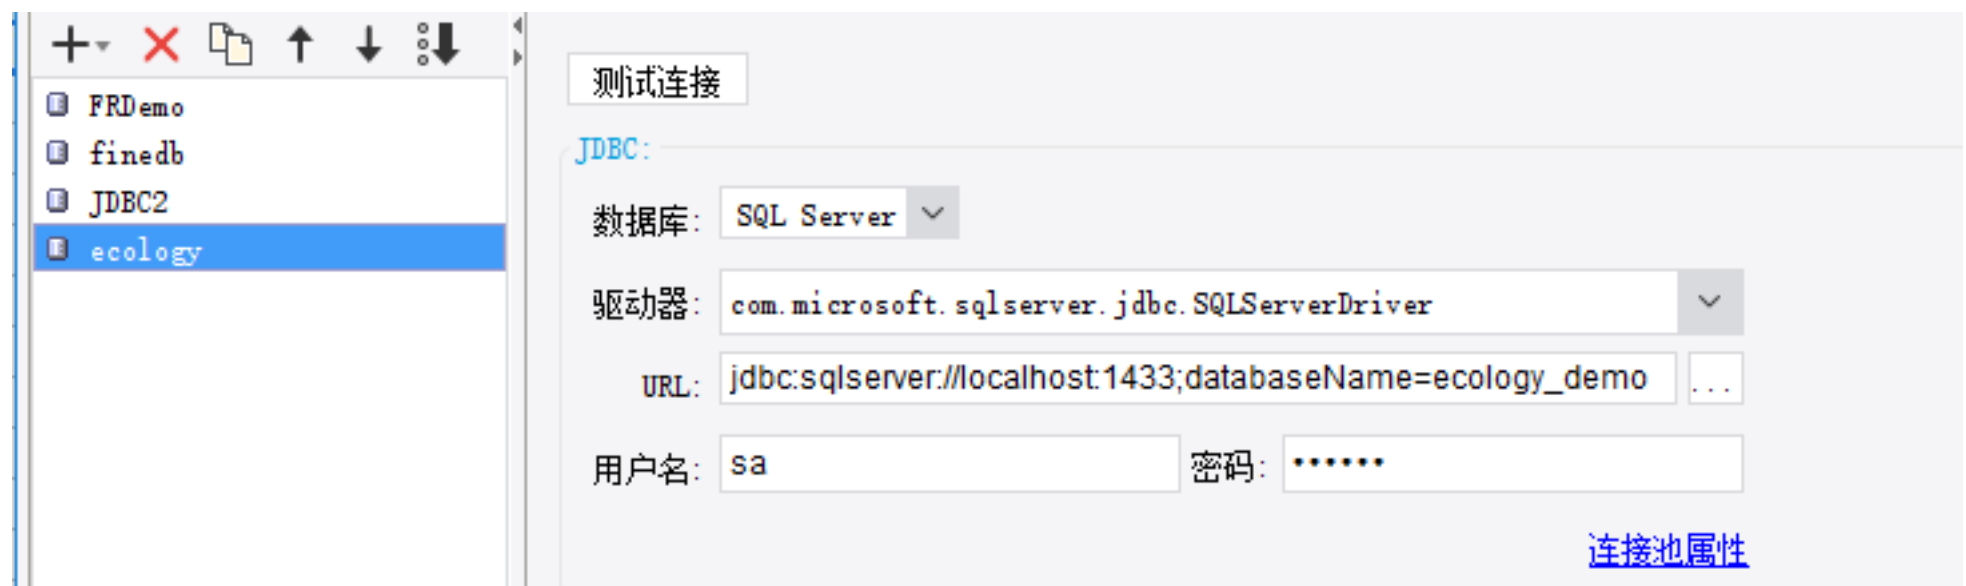 FRDemo
finedb
JDBC2
ecology
测试连接
JDBC:
数据库: SQL Server
驱动器: com.microsoft.sqlserver.jdbc.SQLServerDriver
URL: jdbc:sqlserver://localhost:1433;databaseName=ecology_demo ...
用户名: sa 密码: ••••••
连接池属性